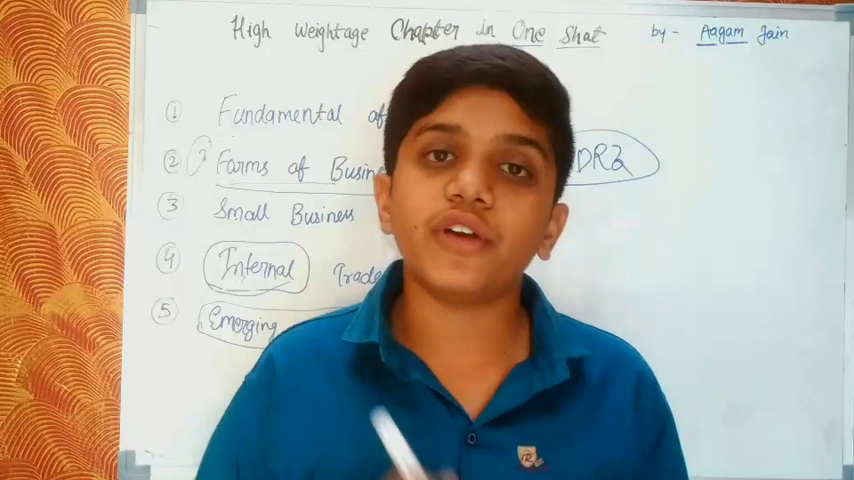 High Weightage Chapter in One Shot by - Aagam Jain
① Fundamental of
② Forms of Busine DR2
③ Small Business
④ Internal Trade
⑤ Emerging